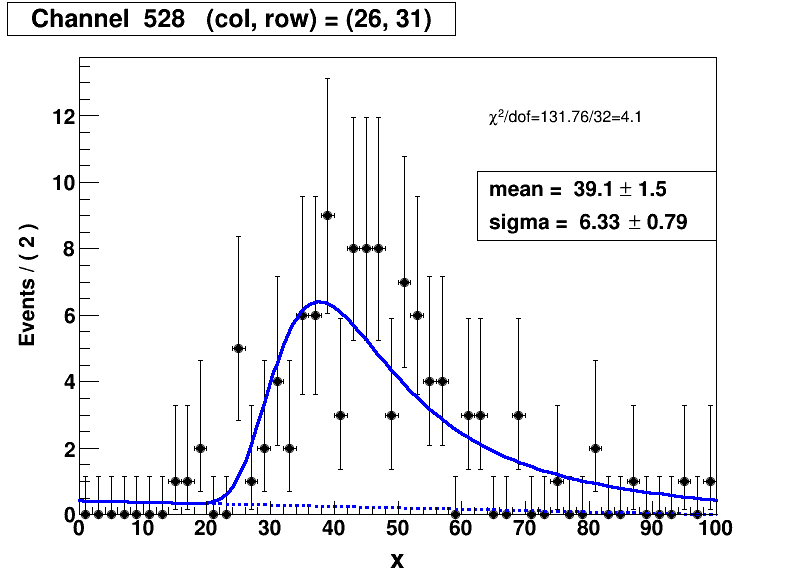 Channel 528 (col, row) = (26, 31)
χ²/dof=131.76/32=4.1
mean = 39.1 ± 1.5
sigma = 6.33 ± 0.79
Events / ( 2 )
12
10
8
6
4
2
0
0 10 20 30 40 50 60 70 80 90 100
x